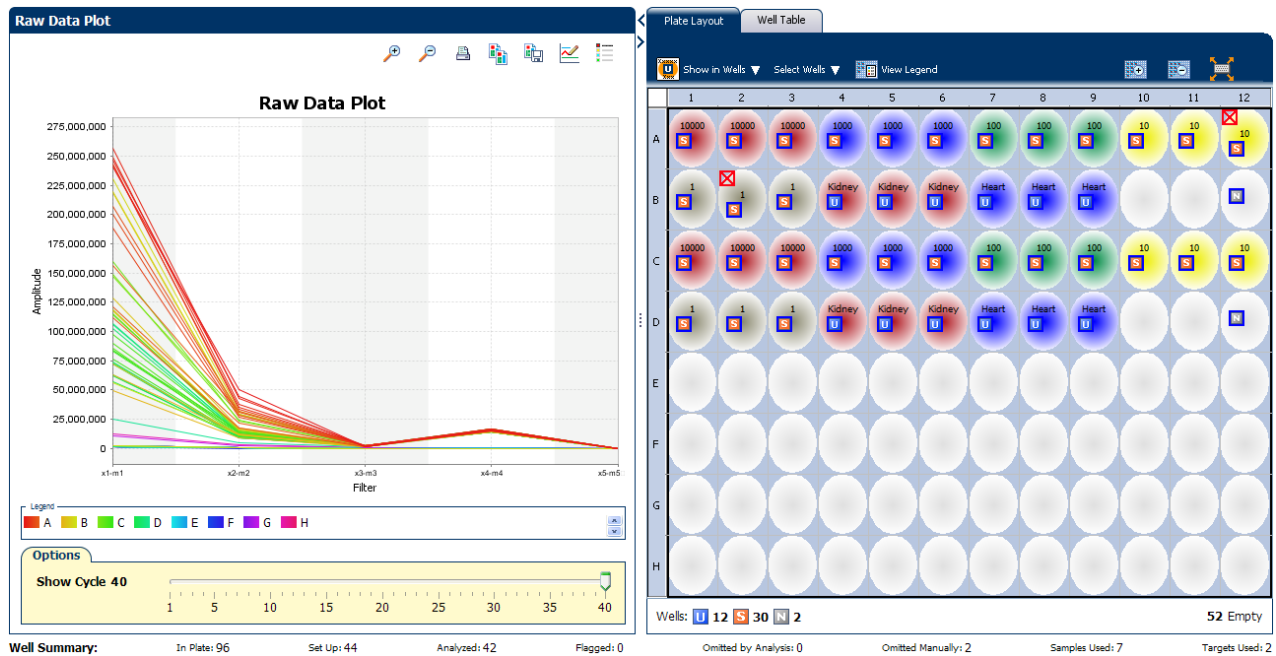 Raw Data Plot
Raw Data Plot
275,000,000
250,000,000
225,000,000
200,000,000
175,000,000
150,000,000
125,000,000
100,000,000
75,000,000
50,000,000
25,000,000
0
Amplitude
x1-m1 x2-m2 x3-m3 x4-m4 x5-m5
Filter
Legend
A B C D E F G H
Options
Show Cycle 40
1 5 10 15 20 25 30 35 40
Plate Layout Well Table
U Show in Wells ▼ Select Wells ▼ View Legend
1 2 3 4 5 6 7 8 9 10 11 12
A 10000 10000 10000 1000 1000 1000 100 100 100 10 10 10
S S S S S S S S S S S S
B 1 1 1 Kidney Kidney Kidney Heart Heart Heart
S S S U U U U U U N
C 10000 10000 10000 1000 1000 1000 100 100 100 10 10 10
S S S S S S S S S S S S
D 1 1 1 Kidney Kidney Kidney Heart Heart Heart
S S S U U U U U U N
E
F
G
H
Wells: U 12 S 30 N 2 52 Empty
Well Summary: In Plate: 96 Set Up: 44 Analyzed: 42 Flagged: 0 Omitted by Analysis: 0 Omitted Manually: 2 Samples Used: 7 Targets Used: 2